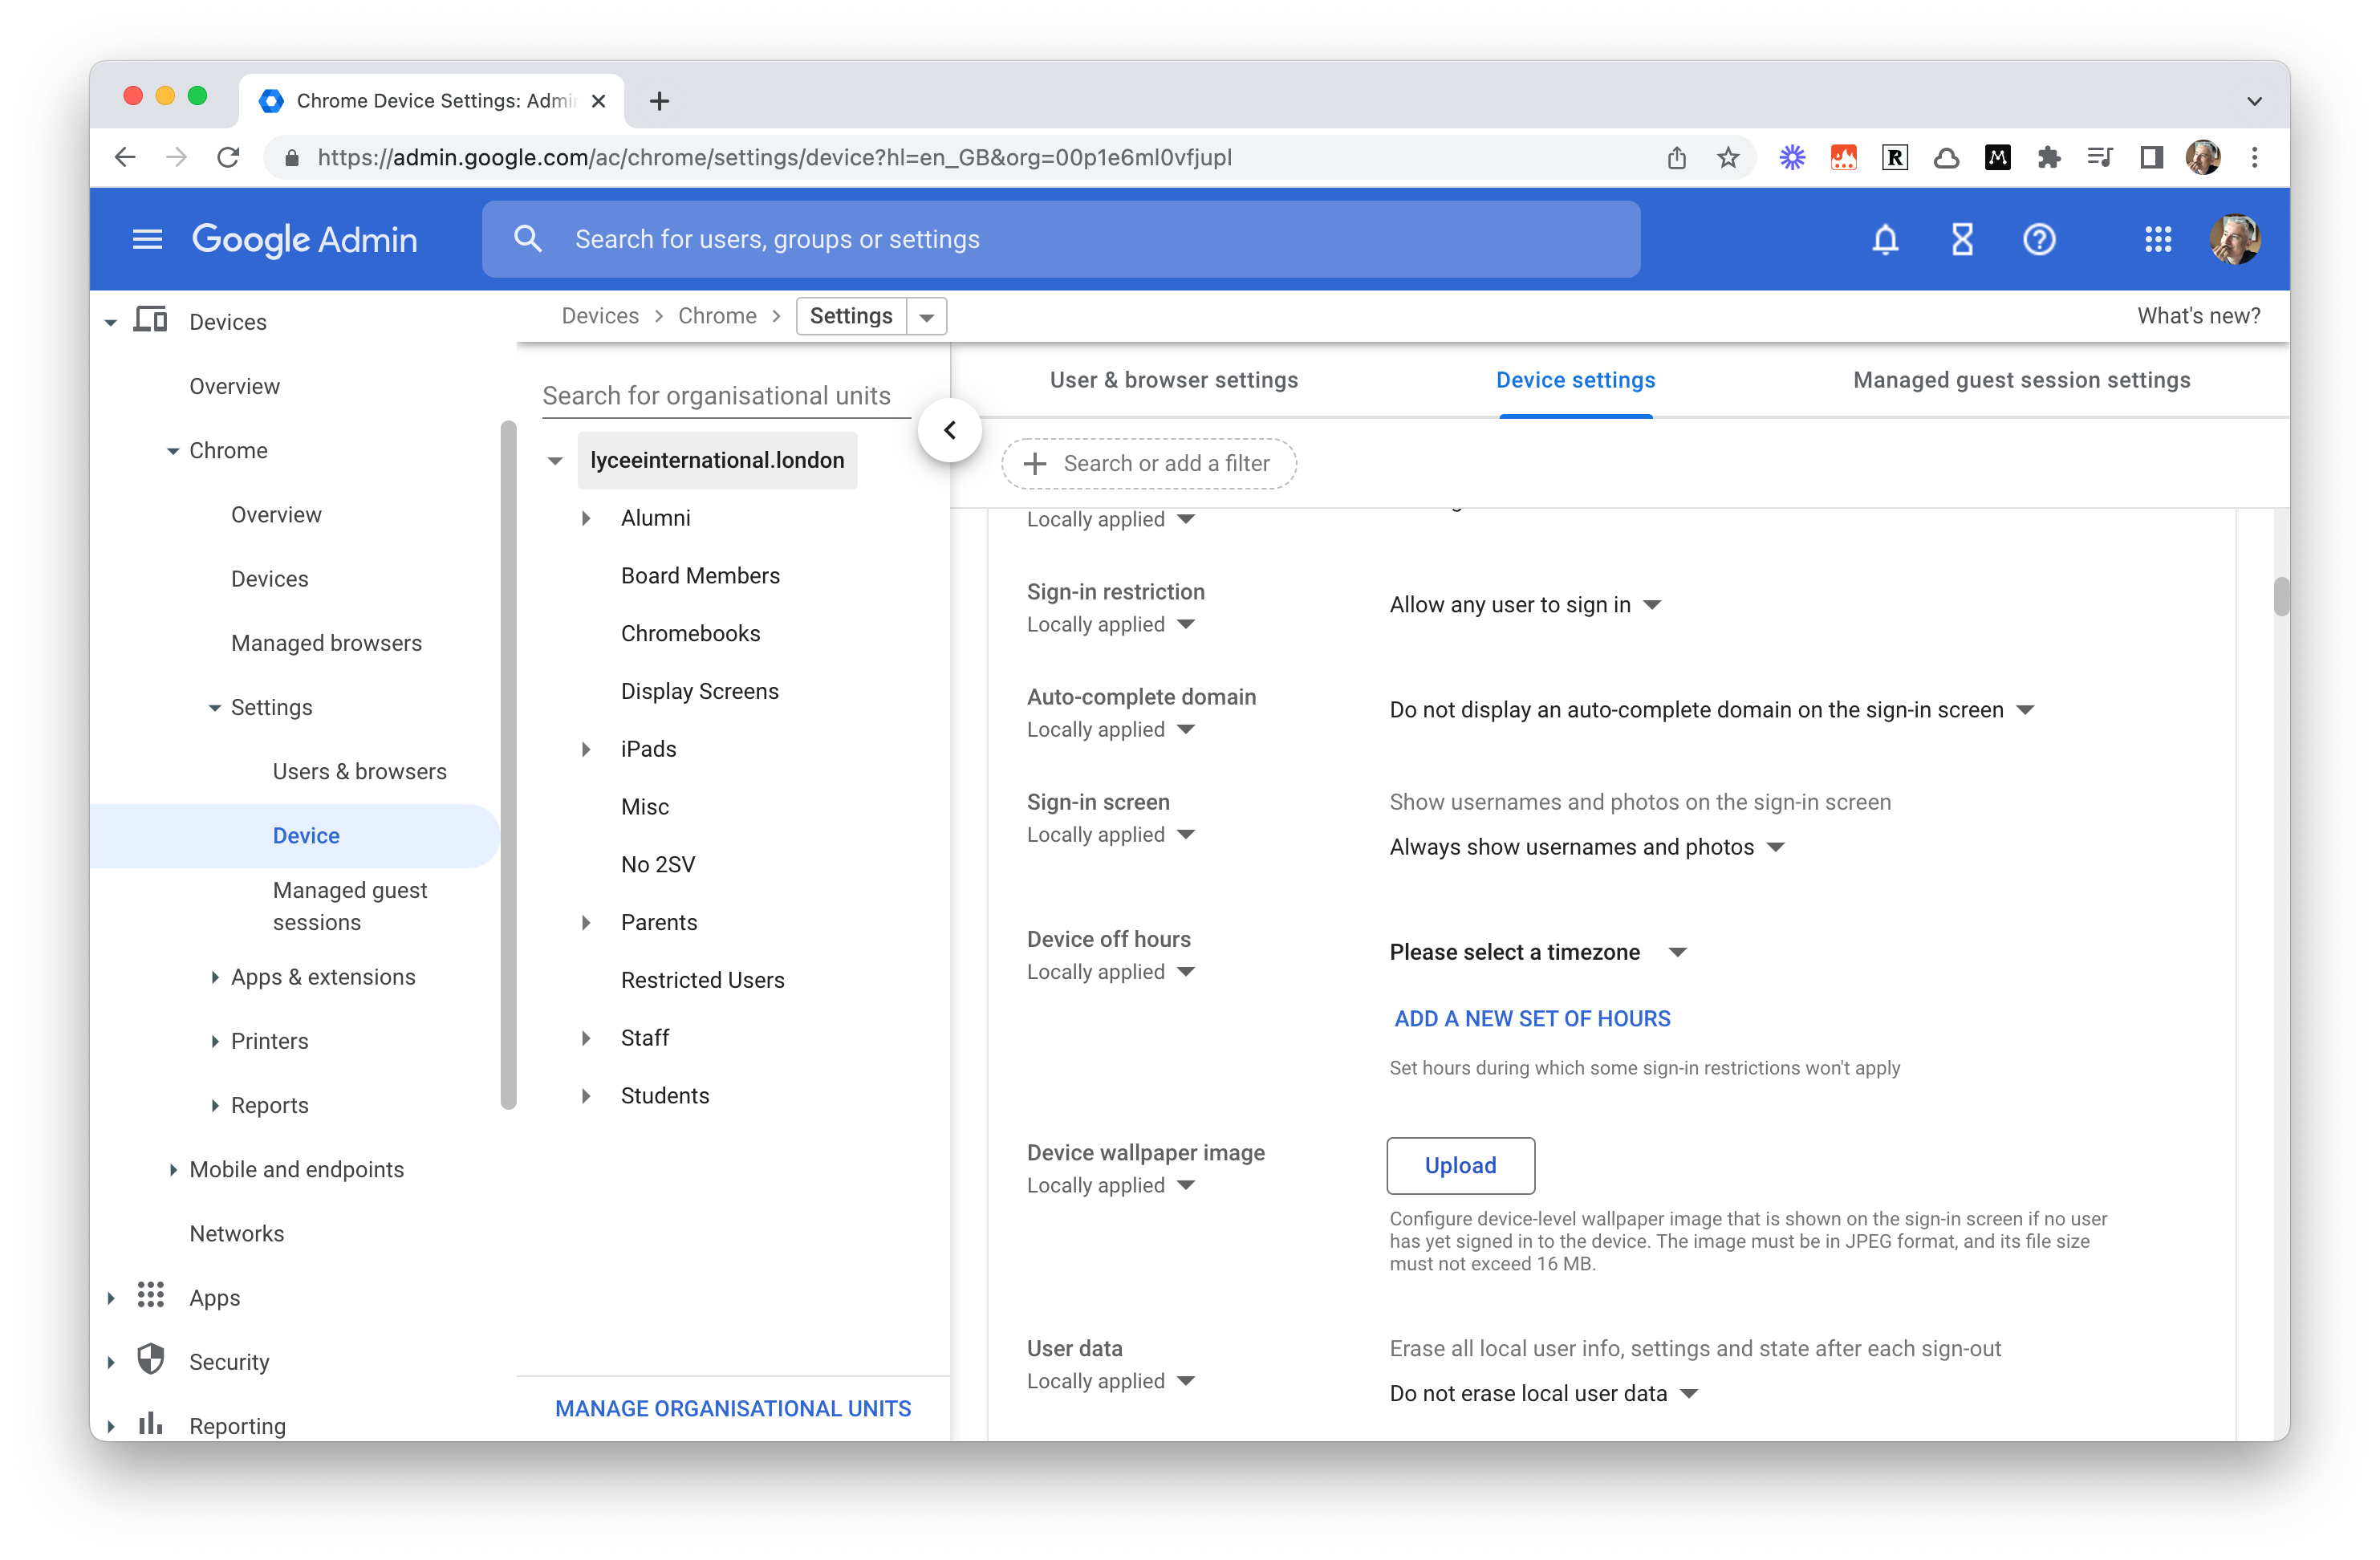 Chrome Device Settings: Admin
https://admin.google.com/ac/chrome/settings/device?hl=en_GB&org=00p1e6ml0vfjupl
Google Admin
Search for users, groups or settings
Devices
Overview
Chrome
Overview
Devices
Managed browsers
Settings
Users & browsers
Device
Managed guest
sessions
Apps & extensions
Printers
Reports
Mobile and endpoints
Networks
Apps
Security
Reporting
Devices > Chrome > Settings
What's new?
Search for organisational units
lyceeinternational.london
Alumni
Board Members
Chromebooks
Display Screens
iPads
Misc
No 2SV
Parents
Restricted Users
Staff
Students
MANAGE ORGANISATIONAL UNITS
User & browser settings
Device settings
Managed guest session settings
Search or add a filter
Locally applied
Sign-in restriction
Locally applied
Allow any user to sign in
Auto-complete domain
Locally applied
Do not display an auto-complete domain on the sign-in screen
Sign-in screen
Locally applied
Show usernames and photos on the sign-in screen
Always show usernames and photos
Device off hours
Locally applied
Please select a timezone
ADD A NEW SET OF HOURS
Set hours during which some sign-in restrictions won't apply
Device wallpaper image
Locally applied
Upload
Configure device-level wallpaper image that is shown on the sign-in screen if no user
has yet signed in to the device. The image must be in JPEG format, and its file size
must not exceed 16 MB.
User data
Locally applied
Erase all local user info, settings and state after each sign-out
Do not erase local user data